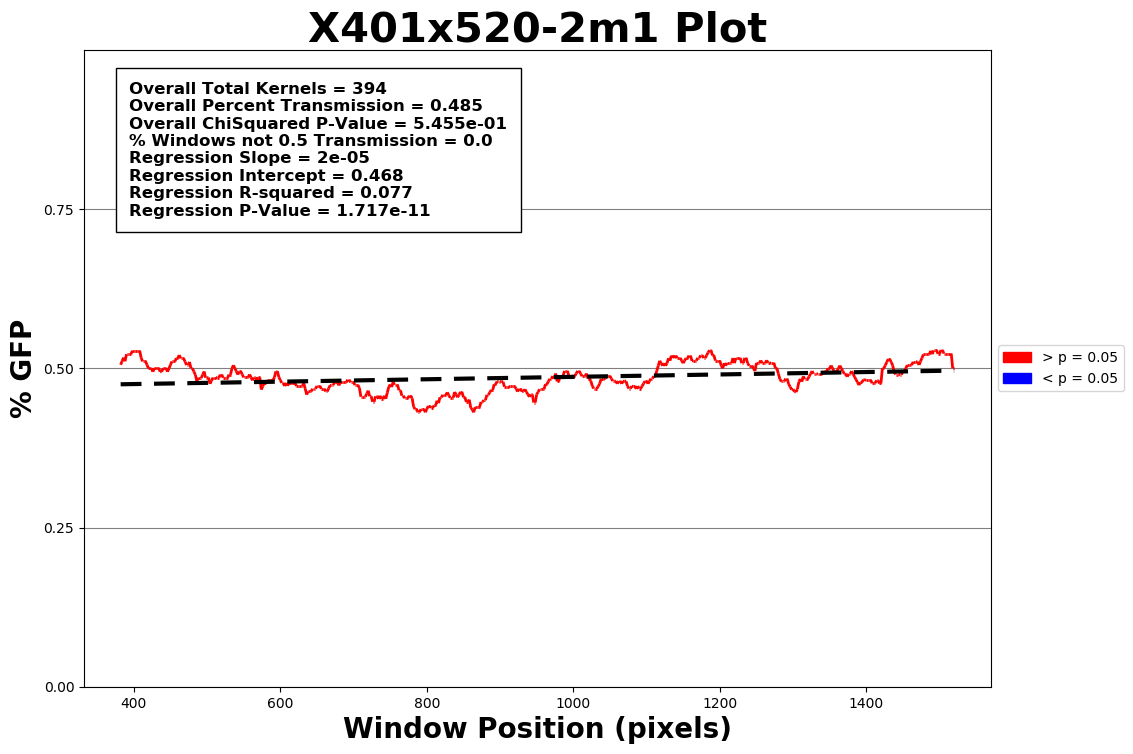 X401x520-2m1 Plot
Overall Total Kernels = 394
Overall Percent Transmission = 0.485
Overall ChiSquared P-Value = 5.455e-01
% Windows not 0.5 Transmission = 0.0
Regression Slope = 2e-05
Regression Intercept = 0.468
Regression R-squared = 0.077
Regression P-Value = 1.717e-11
% GFP
0.75
0.50
0.25
0.00
> p = 0.05
< p = 0.05
400 600 800 1000 1200 1400
Window Position (pixels)